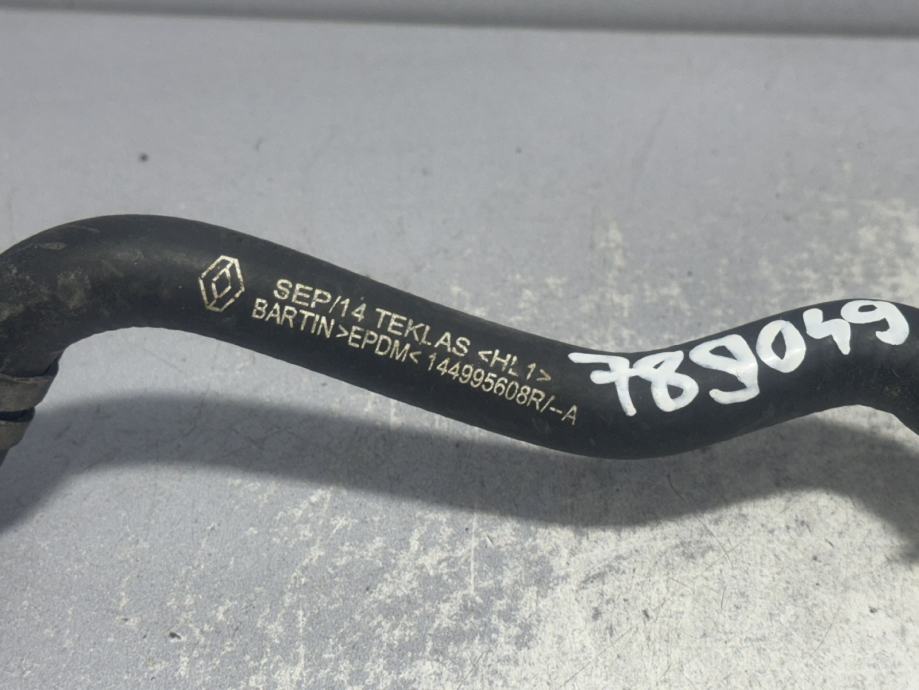 SEP/14 TEKLAS <HL1>
BARTIN >EPDM< 144995608R/--A
789049